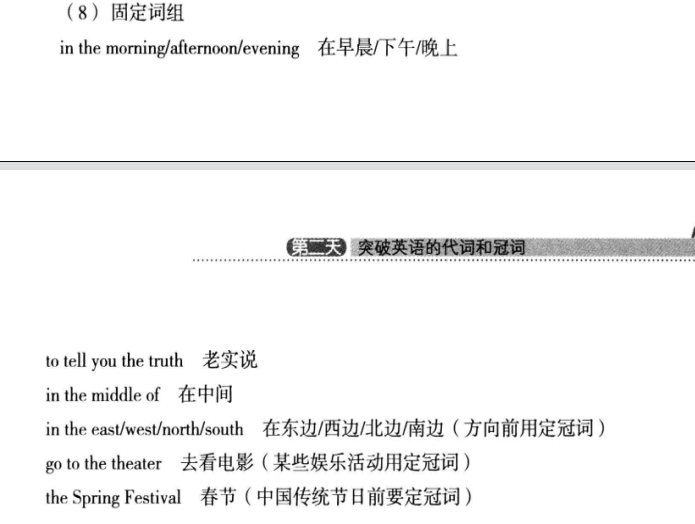 （8）固定词组
in the morning/afternoon/evening 在早晨/下午/晚上
第二天 突破英语的代词和冠词
to tell you the truth 老实说
in the middle of 在中间
in the east/west/north/south 在东边/西边/北边/南边（方向前用定冠词）
go to the theater 去看电影（某些娱乐活动用定冠词）
the Spring Festival 春节（中国传统节日前要定冠词）